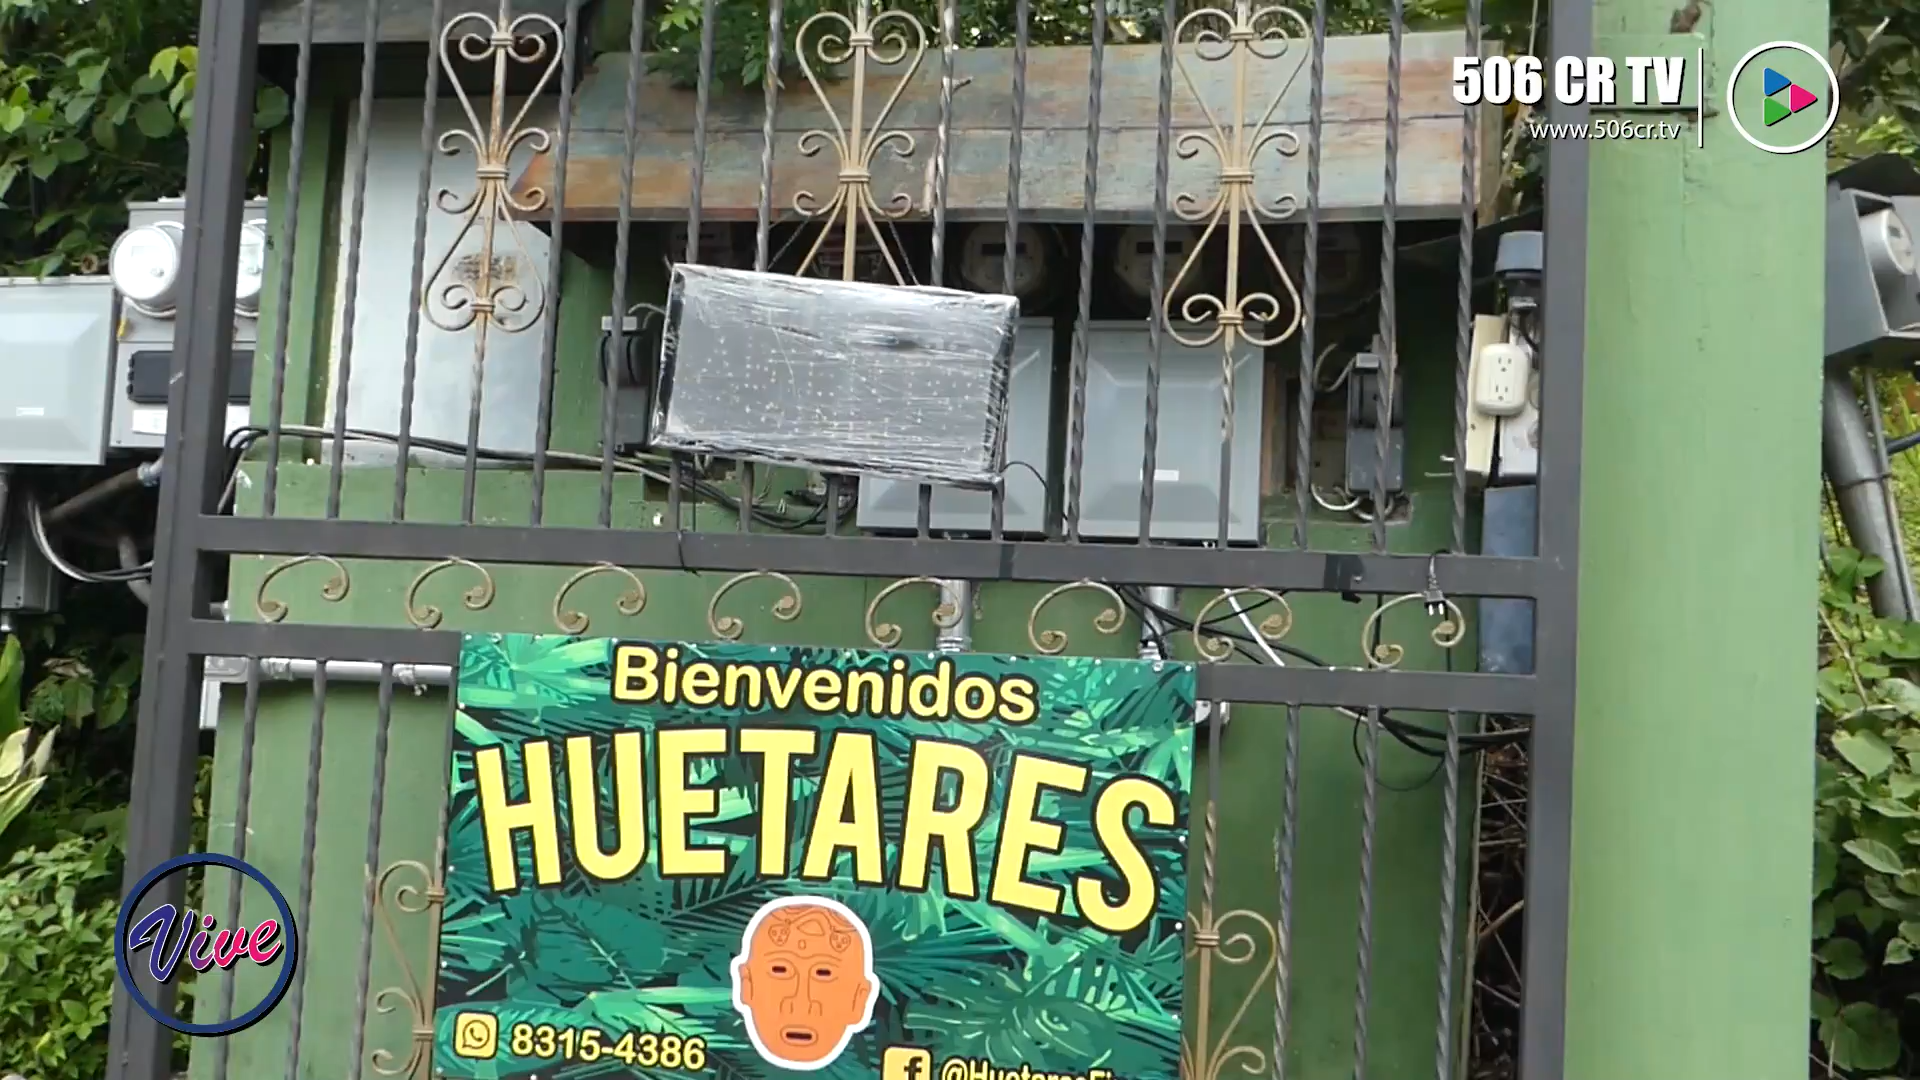 506 CR TV
www.506cr.tv
Bienvenidos
HUETARES
8315-4386
Vive